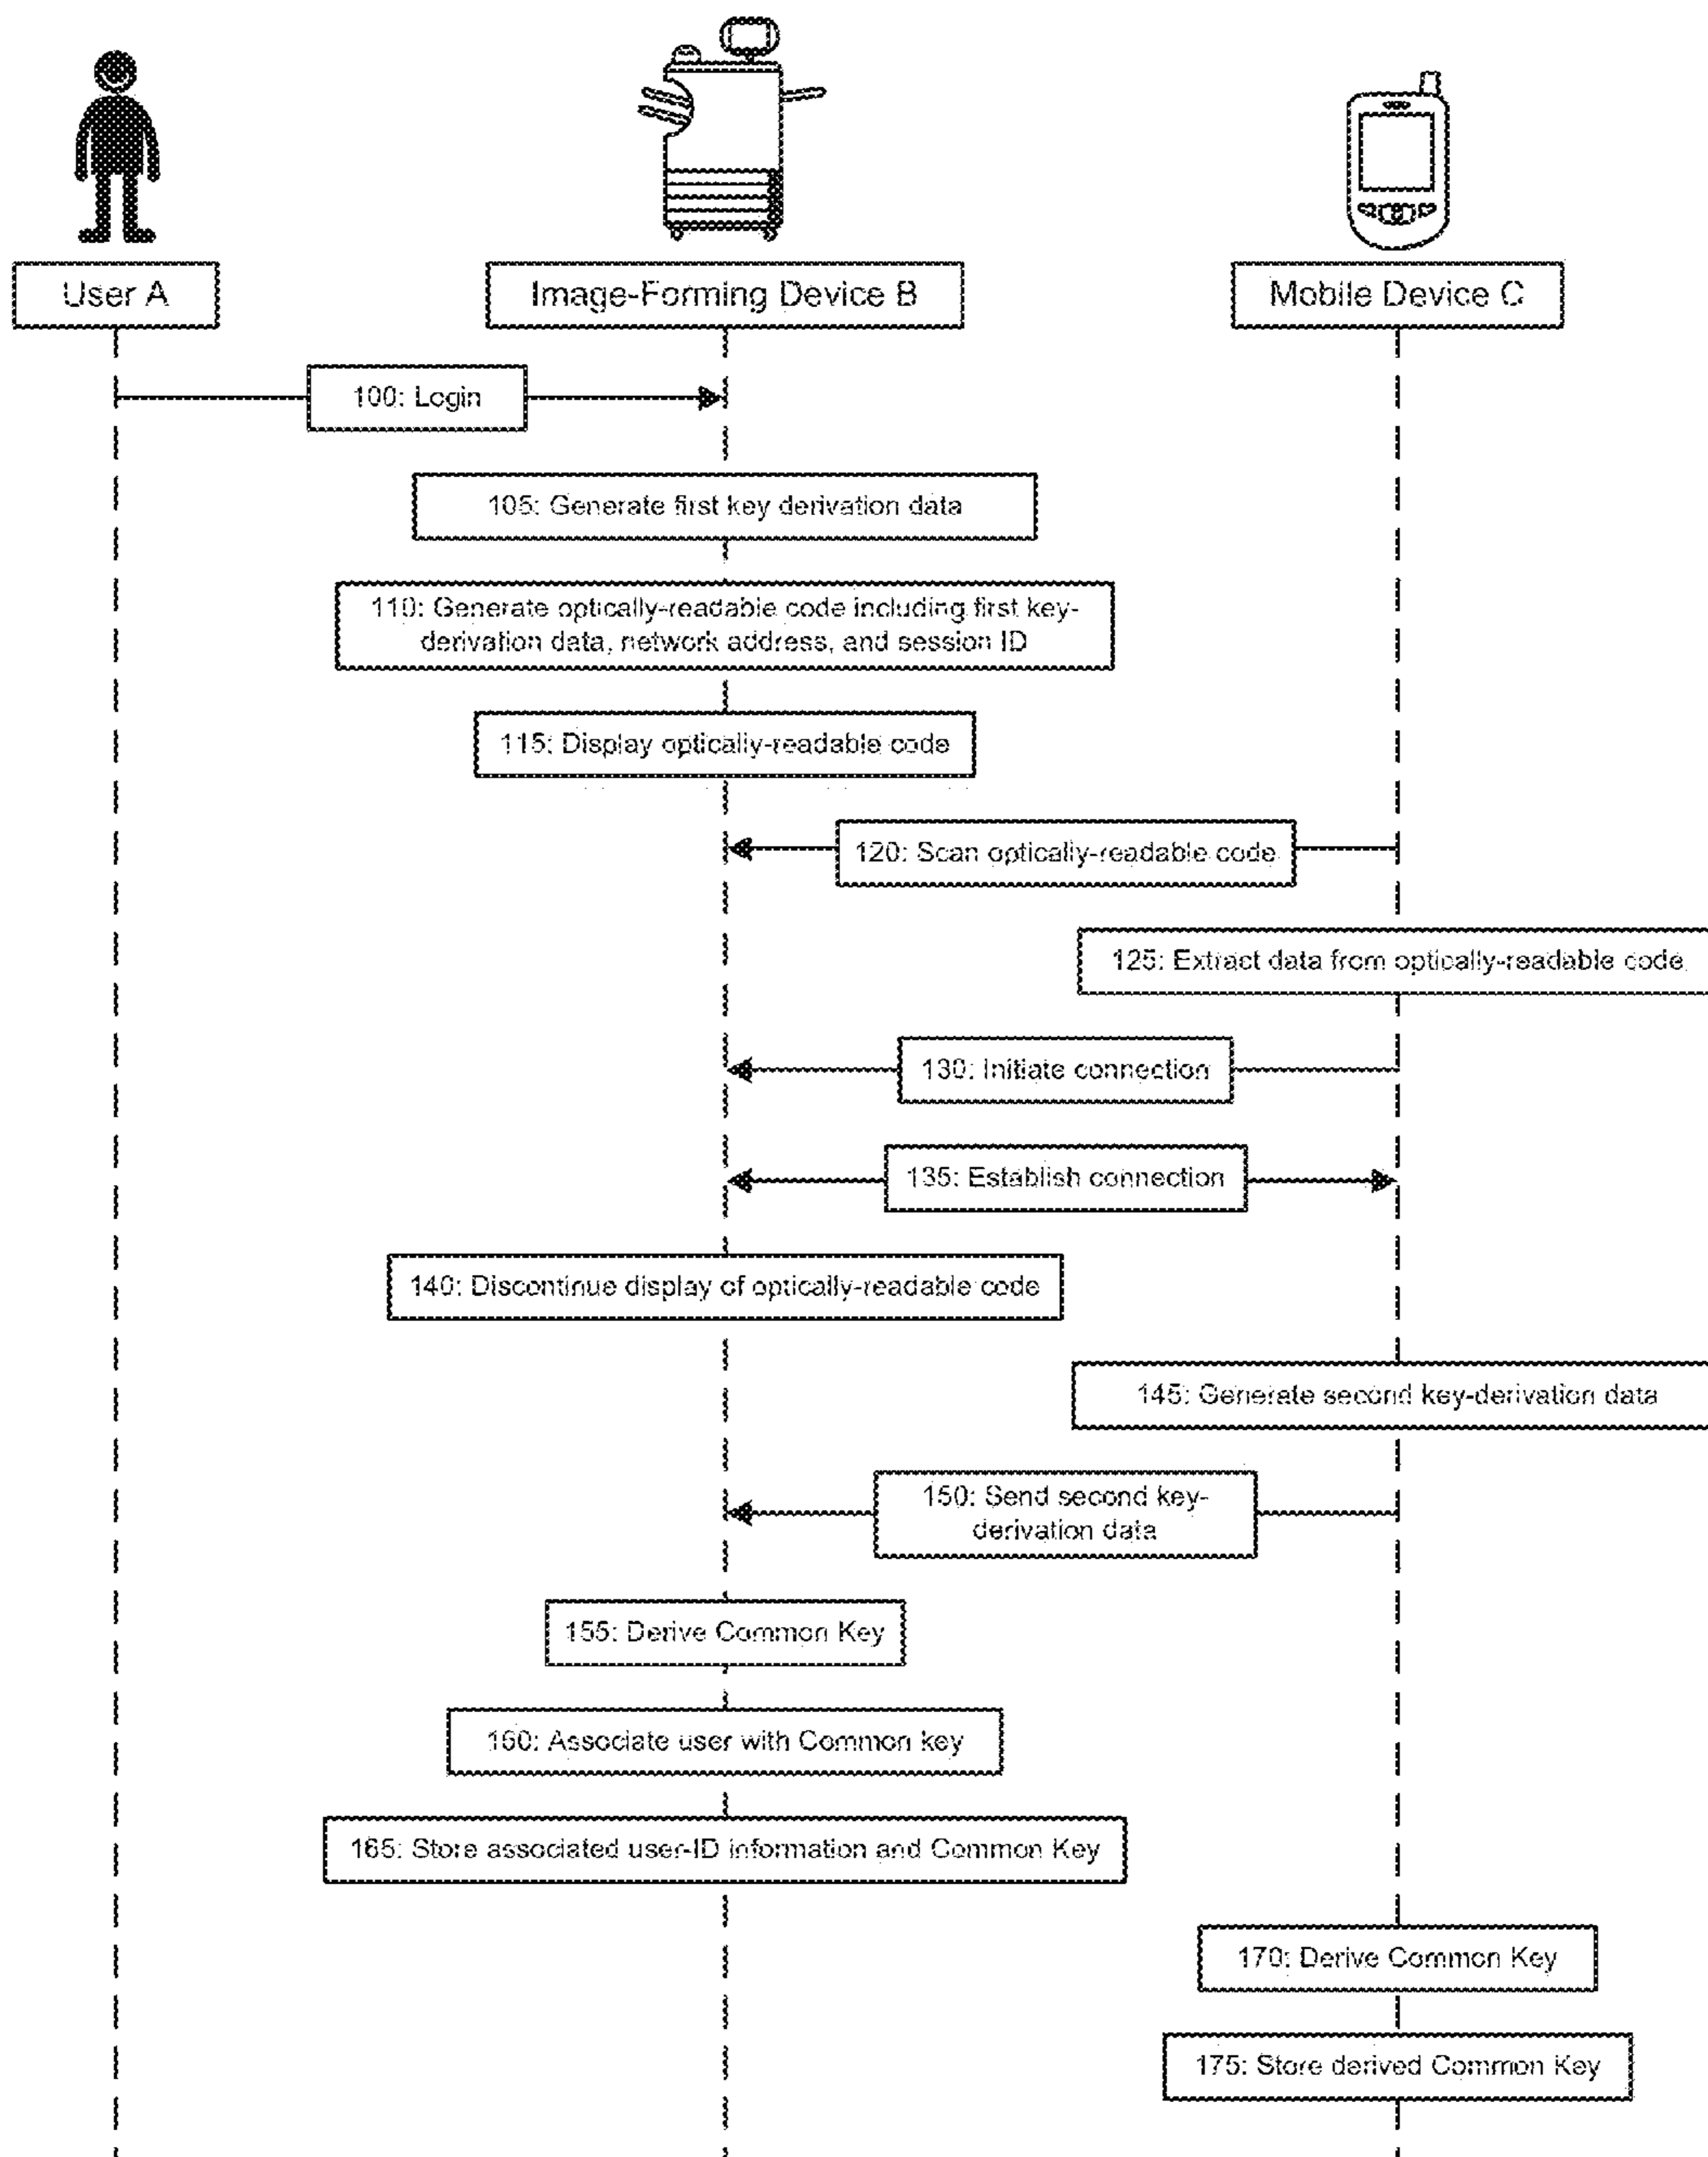 User A
Image-Forming Device B
Mobile Device C
100: Login
105: Generate first key derivation data
110: Generate optically-readable code including first key-
derivation data, network address, and session ID
115: Display optically-readable code
120: Scan optically-readable code
125: Extract data from optically-readable code
130: Initiate connection
135: Establish connection
140: Discontinue display of optically-readable code
145: Generate second key-derivation data
150: Send second key-
derivation data
155: Derive Common Key
160: Associate user with Common key
165: Store associated user-ID information and Common Key
170: Derive Common Key
175: Store derived Common Key